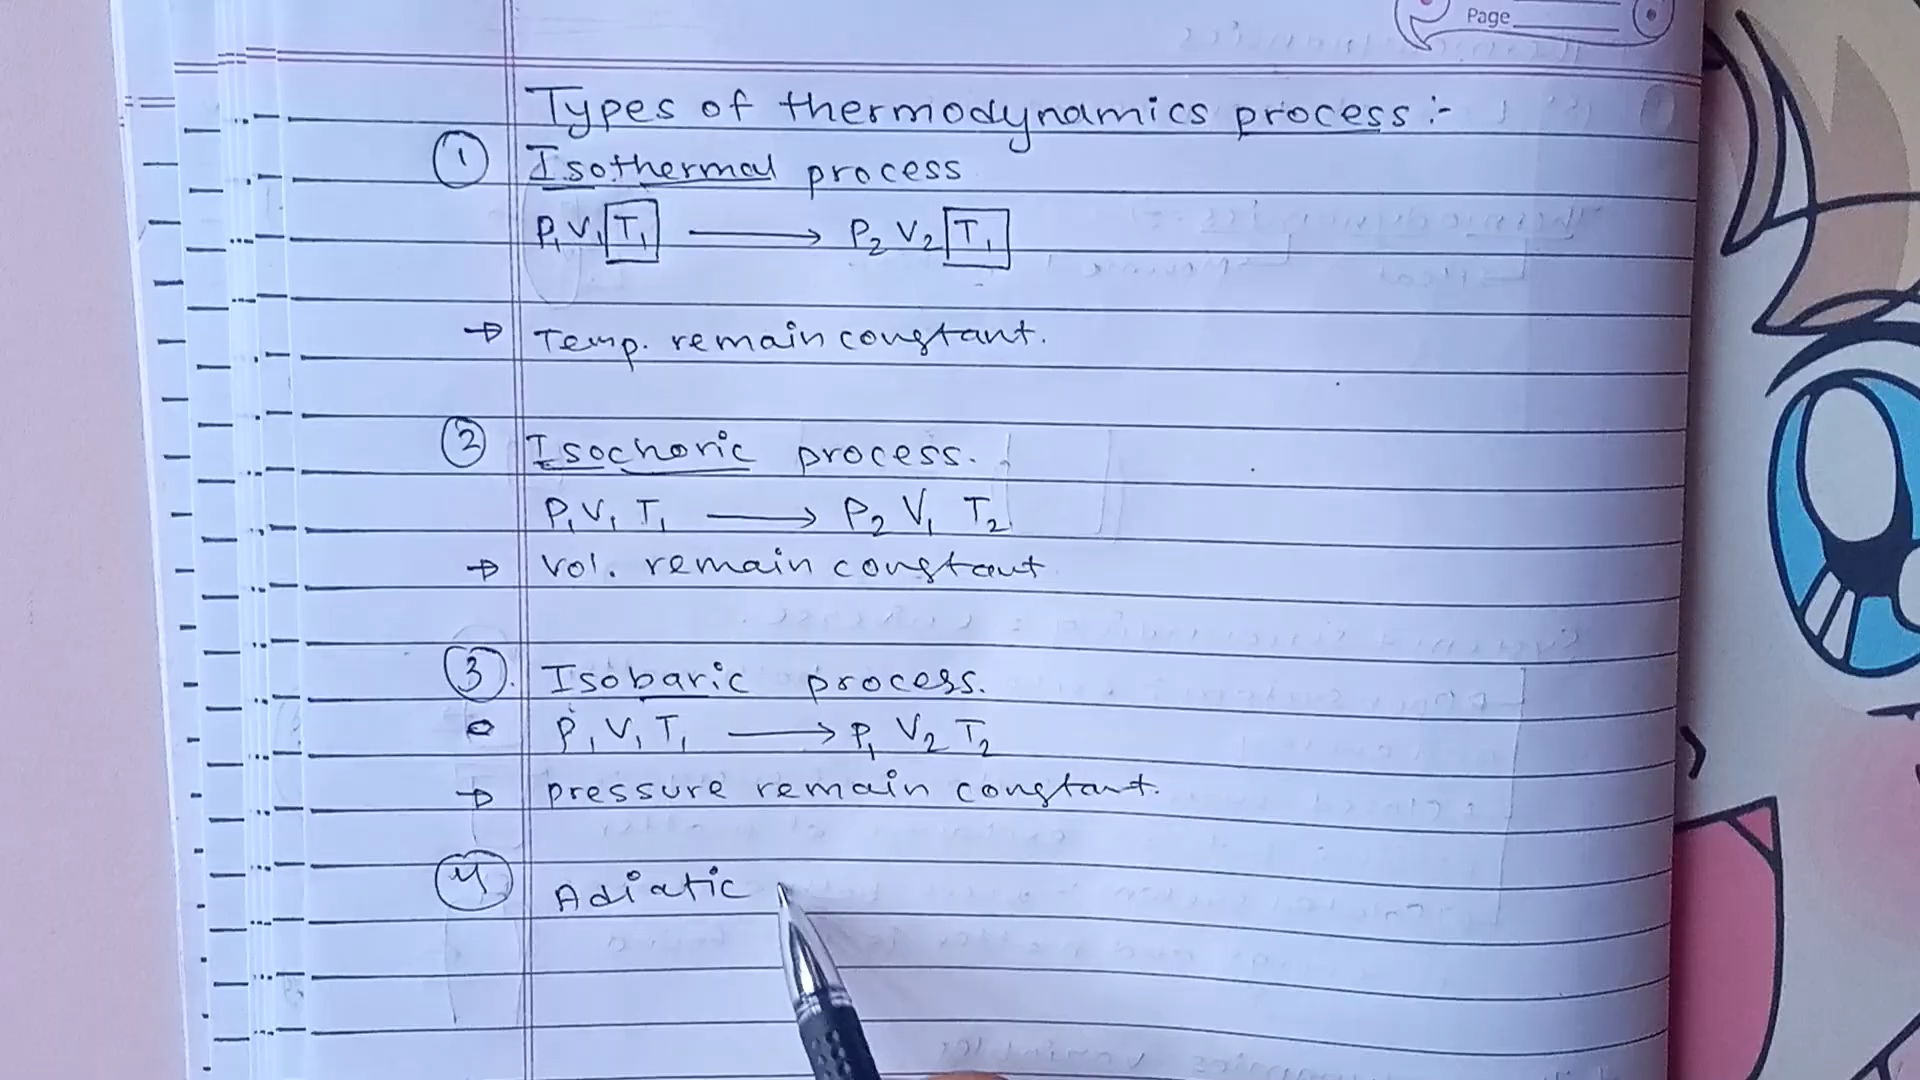 Page
Types of thermodynamics process :-
① Isothermal process
P₁ V₁ T₁ ⟶ P₂ V₂ T₁
→ Temp. remain constant.
② Isochoric process.
P₁ V₁ T₁ ⟶ P₂ V₁ T₂
→ Vol. remain constant
③. Isobaric process.
P₁ V₁ T₁ ⟶ P₁ V₂ T₂
→ pressure remain constant.
④ Adiatic